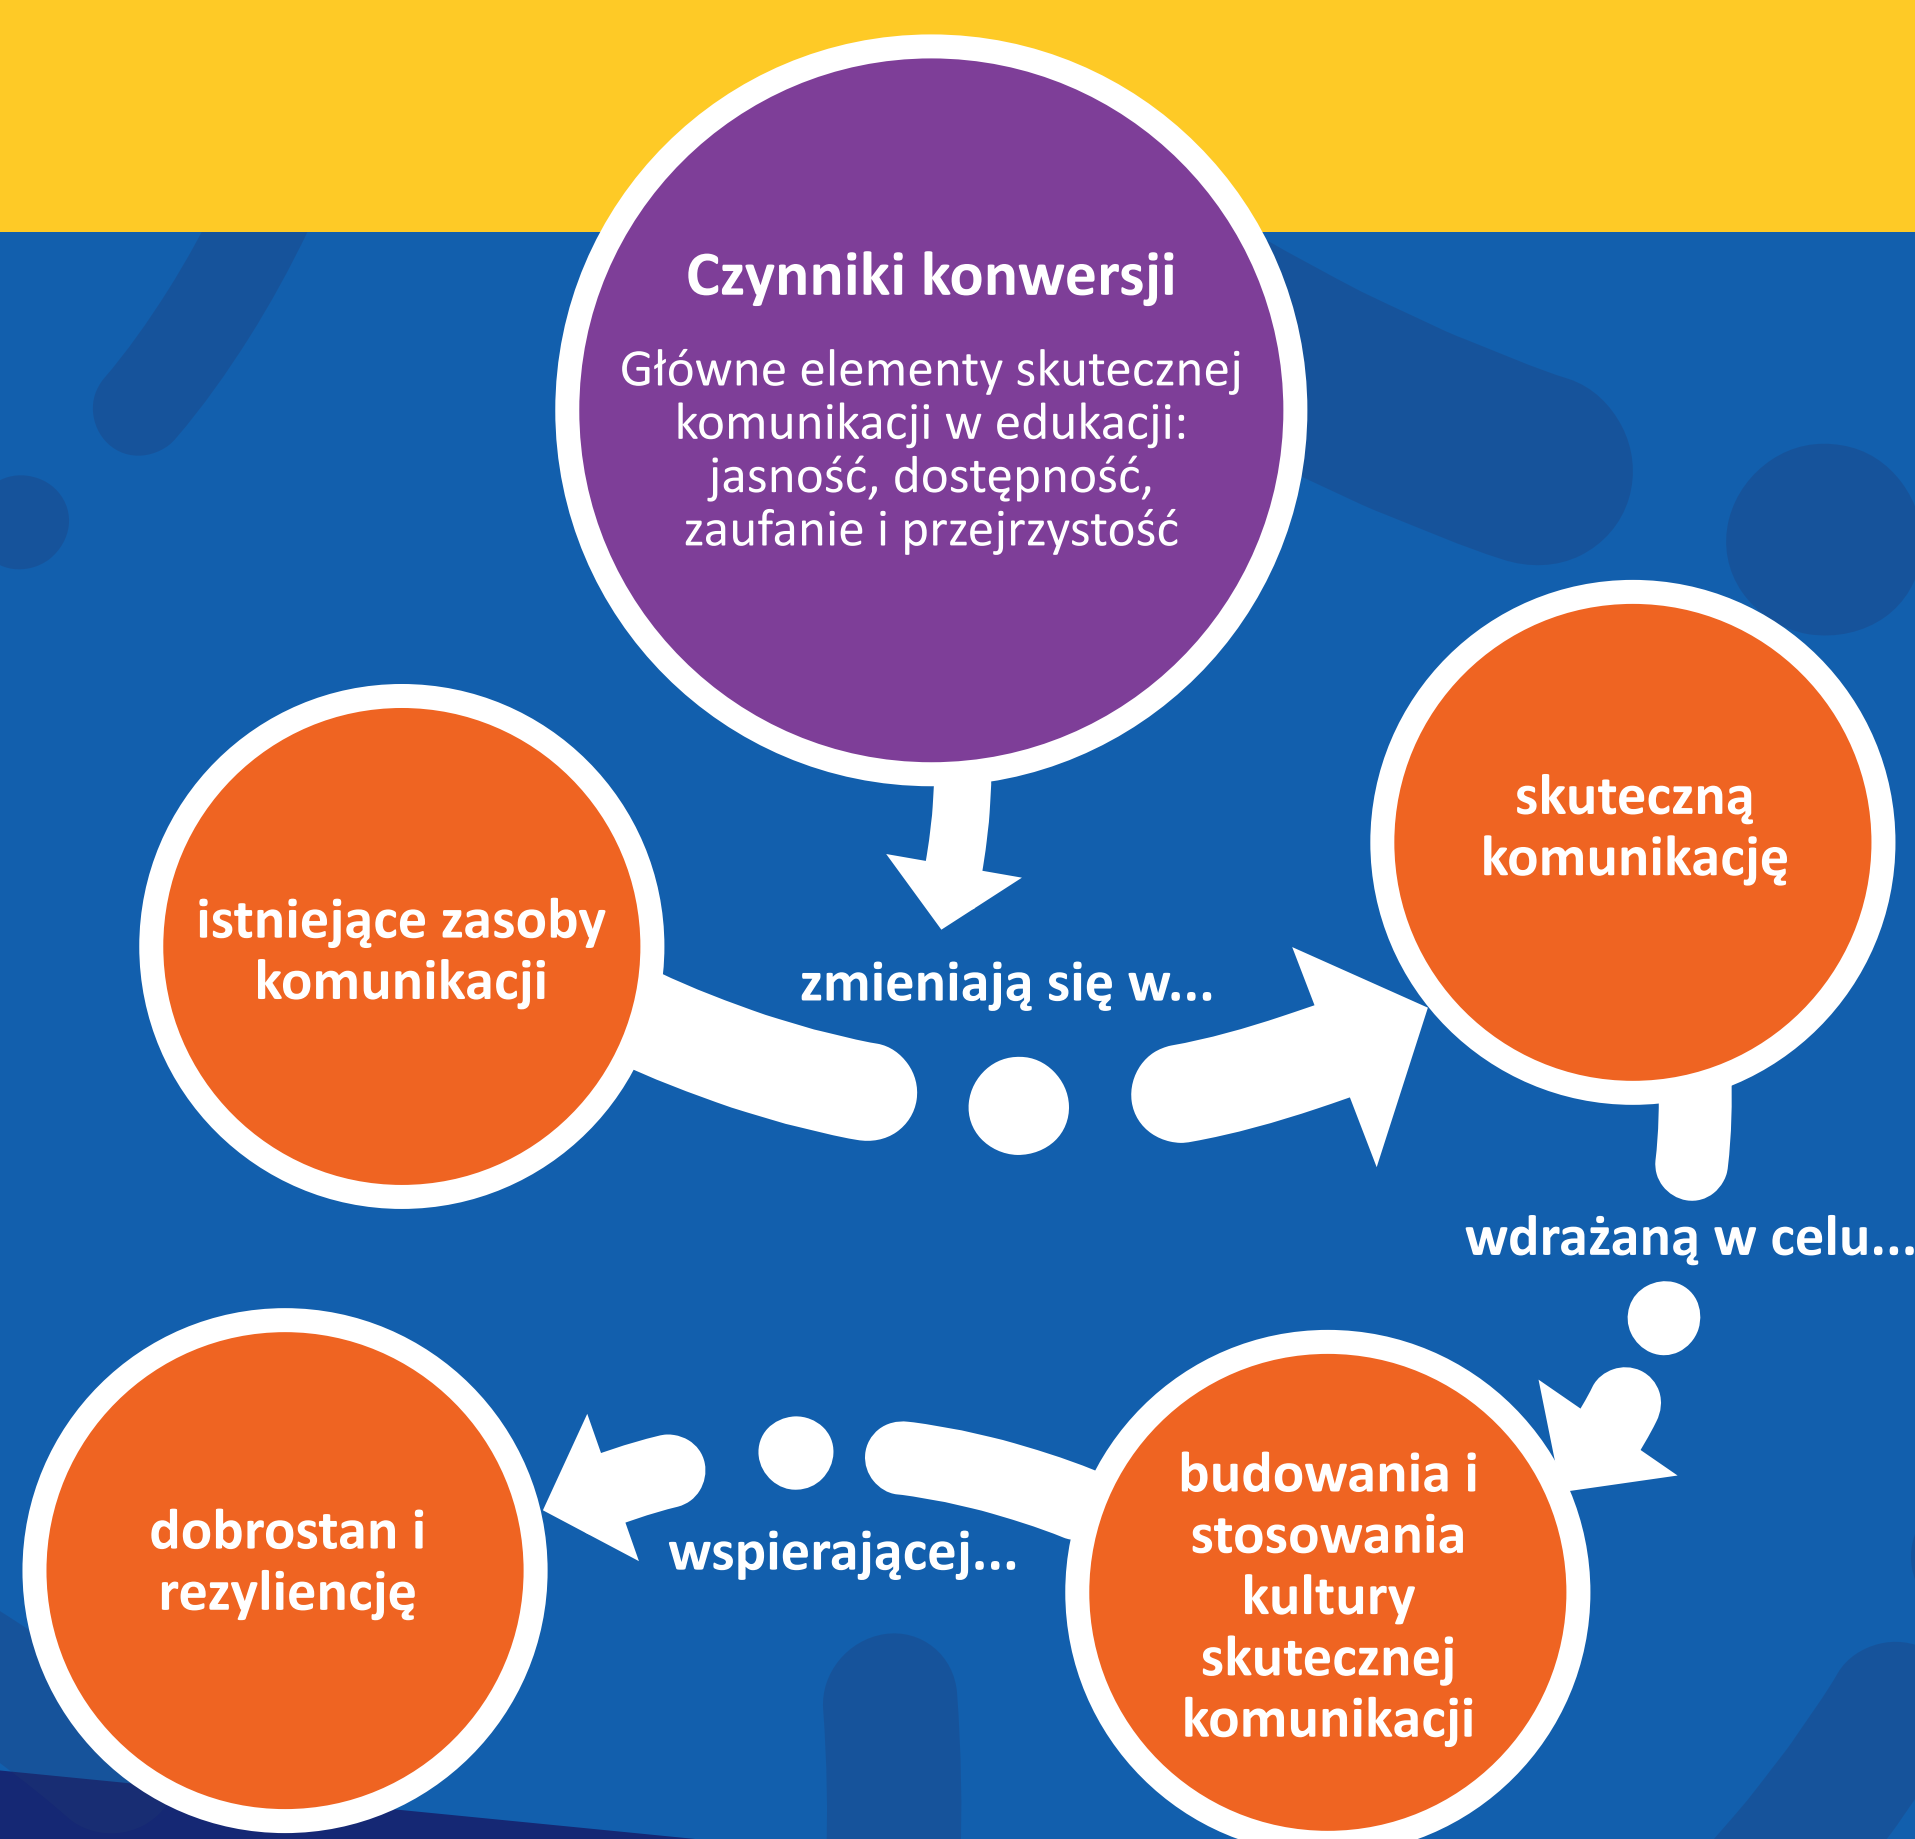 Czynniki konwersji
Główne elementy skutecznej
komunikacji w edukacji:
jasność, dostępność,
zaufanie i przejrzystość
istniejące zasoby
komunikacji
zmieniają się w...
skuteczną
komunikację
wdrażaną w celu...
budowania i
stosowania
kultury
skutecznej
komunikacji
wspierającej...
dobrostan i
rezyliencję